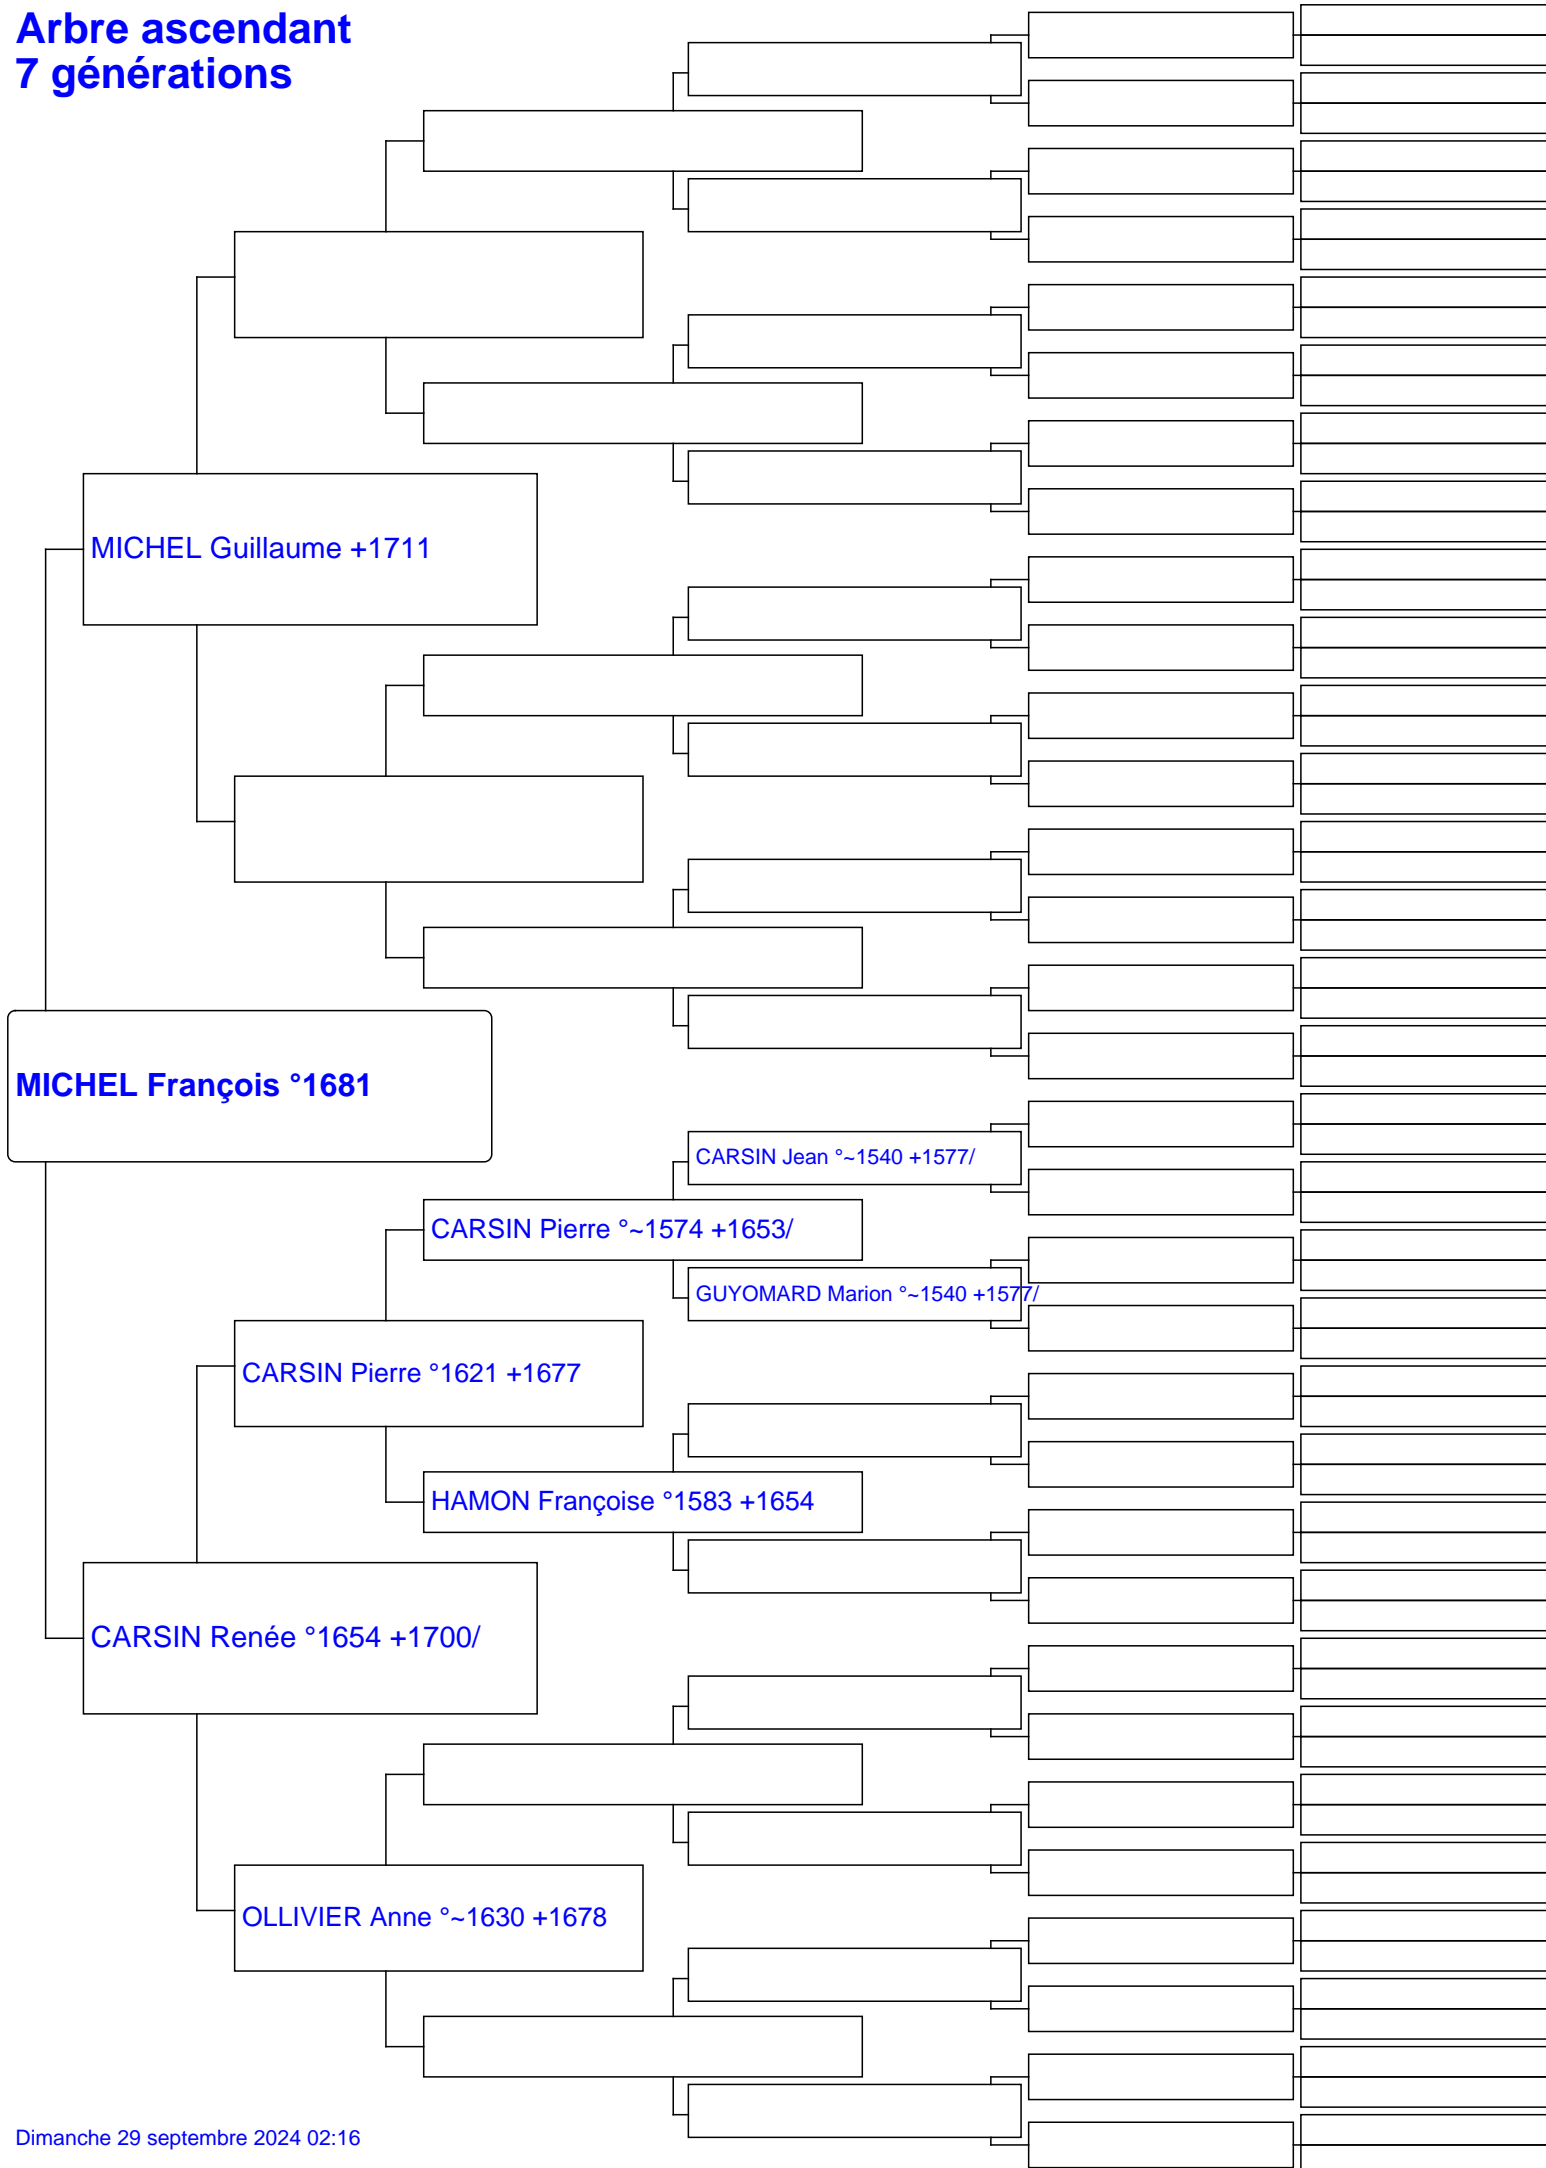 Arbre ascendant
7 générations
MICHEL Guillaume +1711
MICHEL François °1681
CARSIN Jean °~1540 +1577/
CARSIN Pierre °~1574 +1653/
GUYOMARD Marion °~1540 +1577/
CARSIN Pierre °1621 +1677
HAMON Françoise °1583 +1654
CARSIN Renée °1654 +1700/
OLLIVIER Anne °~1630 +1678
Dimanche 29 septembre 2024 02:16